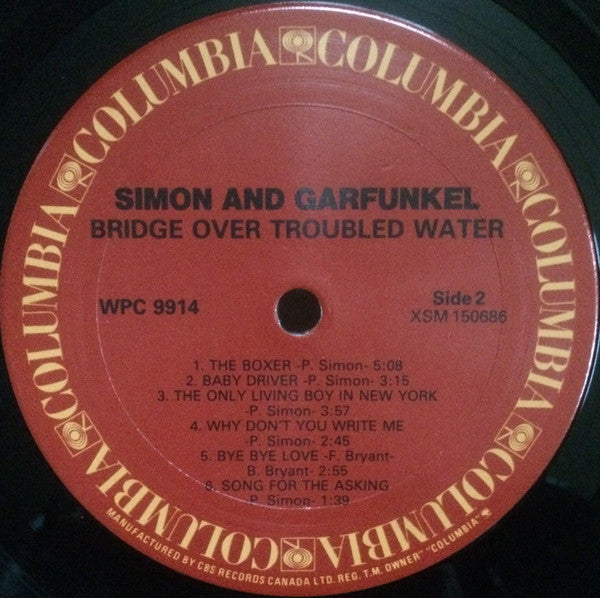 COLUMBIA COLUMBIA COLUMBIA COLUMBIA COLUMBIA COLUMBIA COLUMBIA COLUMBIA
SIMON AND GARFUNKEL
BRIDGE OVER TROUBLED WATER
WPC 9914
Side 2
XSM 150686
1. THE BOXER -P. Simon- 5:08
2. BABY DRIVER -P. Simon- 3:15
3. THE ONLY LIVING BOY IN NEW YORK
-P. Simon- 3:57
4. WHY DON'T YOU WRITE ME
-P. Simon- 2:45
5. BYE BYE LOVE -F. Bryant-
B. Bryant- 2:55
6. SONG FOR THE ASKING
P. Simon- 1:39
MANUFACTURED BY CBS RECORDS CANADA LTD. REG. T.M. OWNER "COLUMBIA"